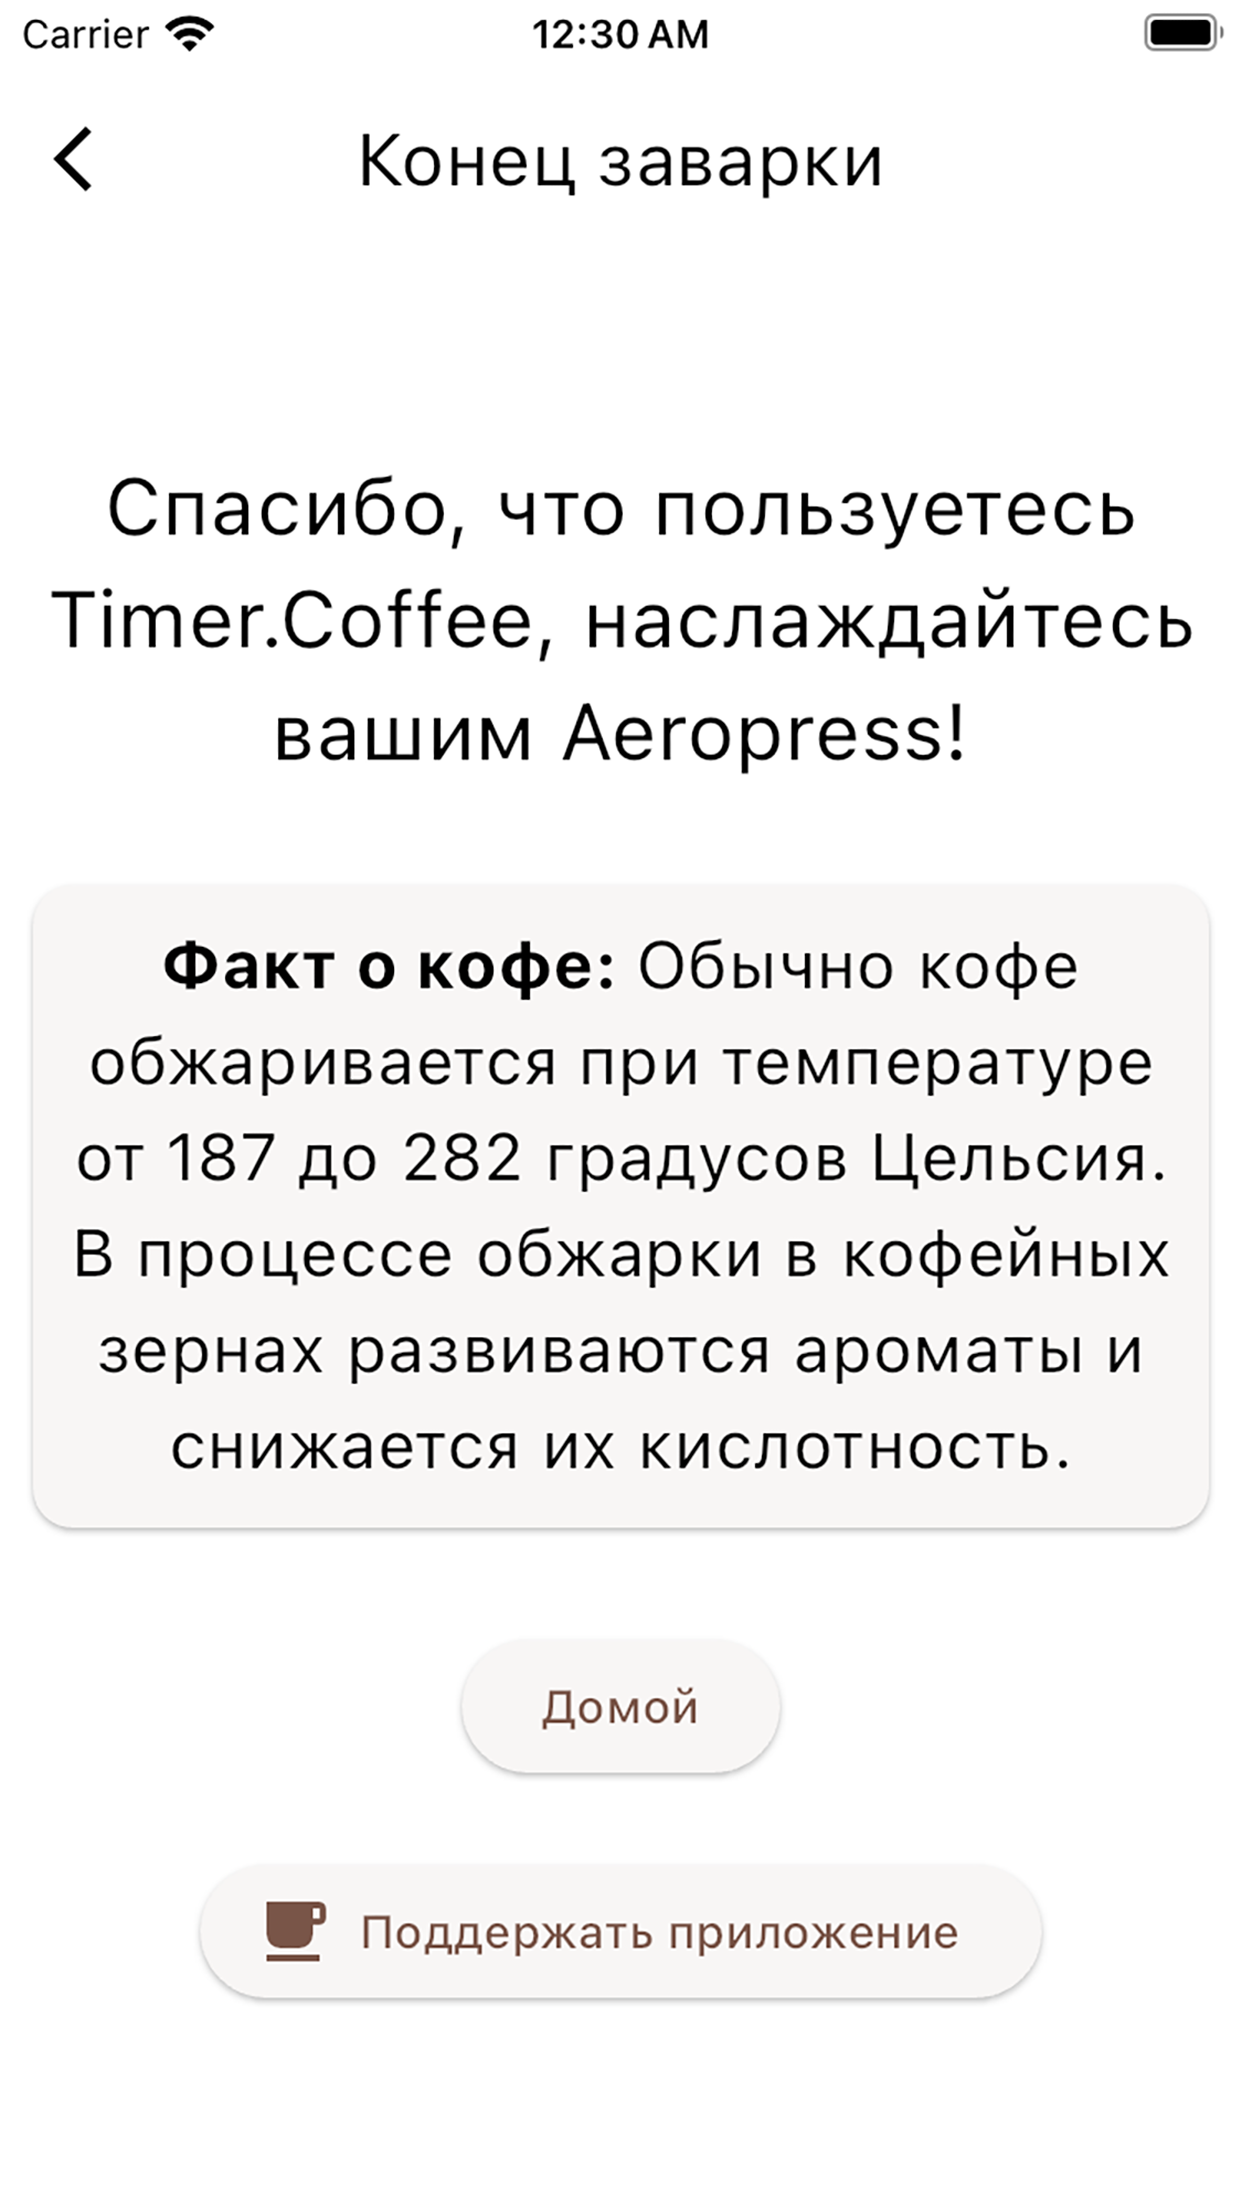 Carrier 12:30 AM
Конец заварки
Спасибо, что пользуетесь
Timer.Coffee, наслаждайтесь
вашим Aeropress!
Факт о кофе: Обычно кофе
обжаривается при температуре
от 187 до 282 градусов Цельсия.
В процессе обжарки в кофейных
зернах развиваются ароматы и
снижается их кислотность.
Домой
Поддержать приложение